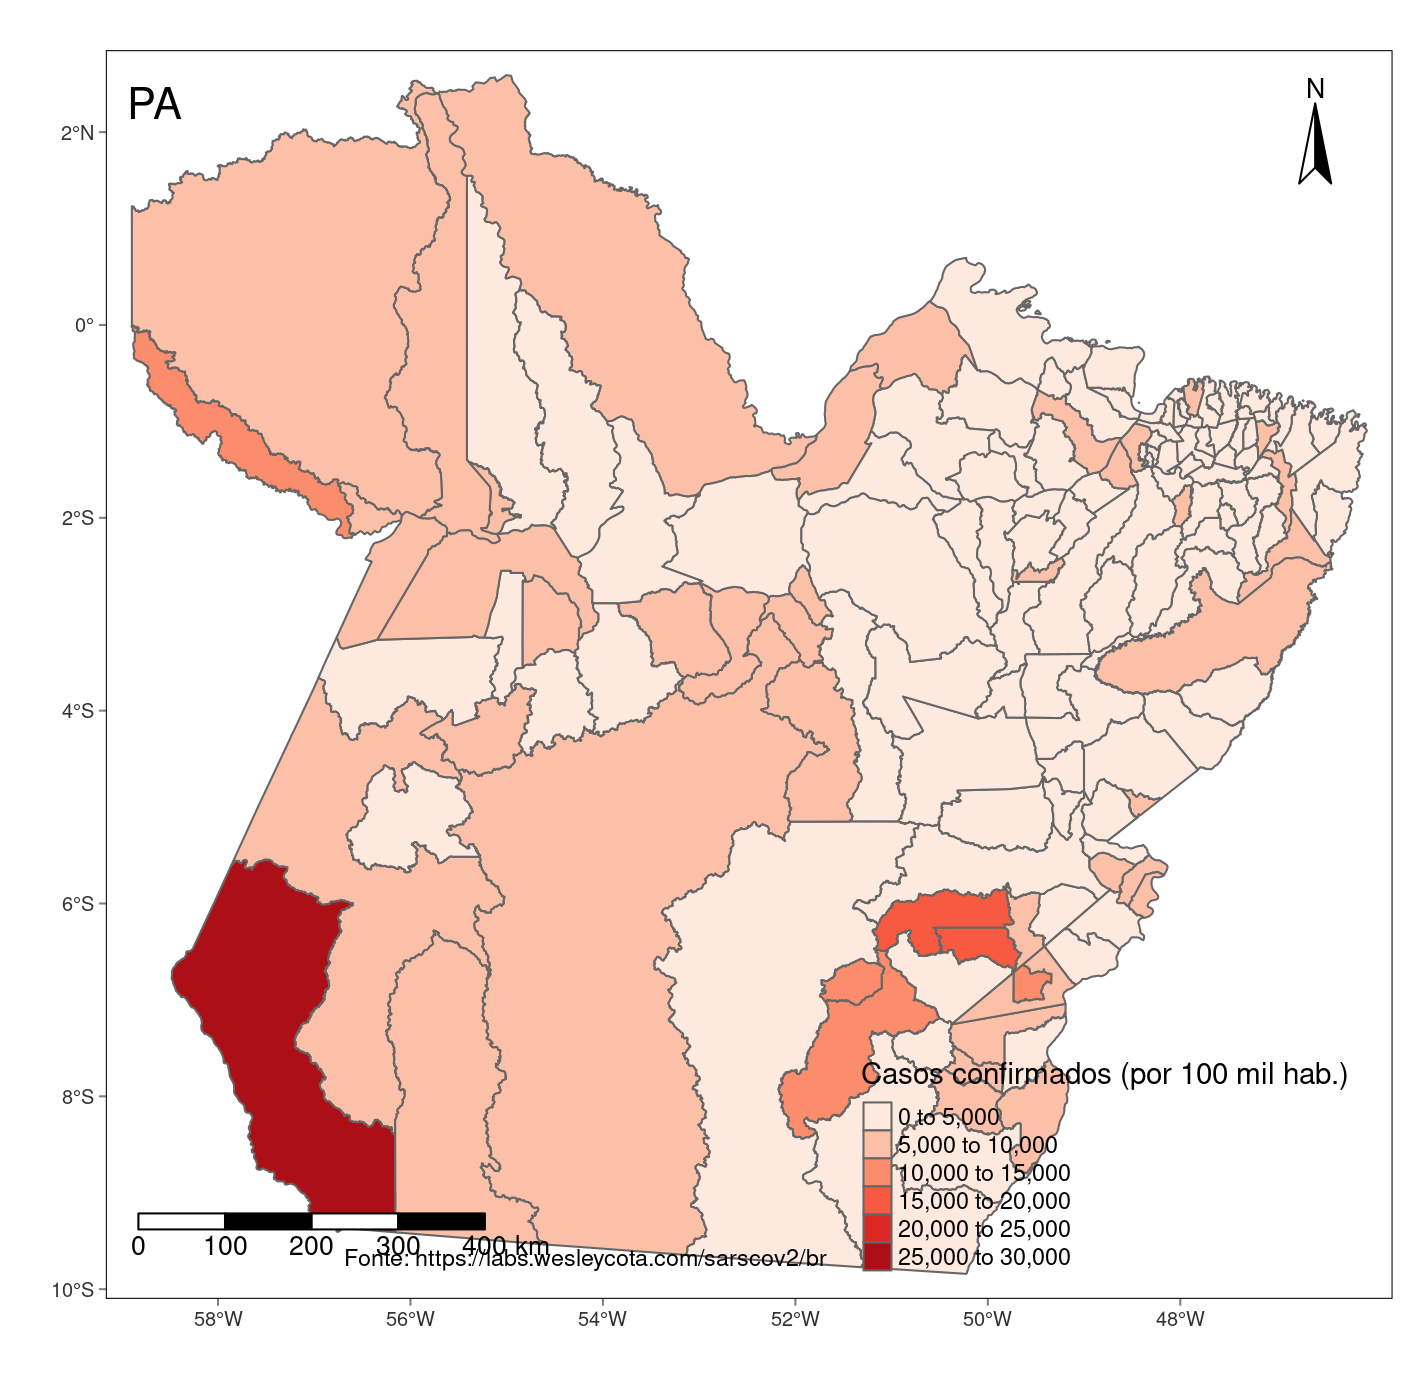 PA
N
2°N
0°
2°S
4°S
6°S
8°S
10°S
Casos confirmados (por 100 mil hab.)
0 to 5,000
5,000 to 10,000
10,000 to 15,000
15,000 to 20,000
20,000 to 25,000
25,000 to 30,000
0 100 200 300 400 km
Fonte: https://labs.wesleycota.com/sarscov2/br
58°W 56°W 54°W 52°W 50°W 48°W